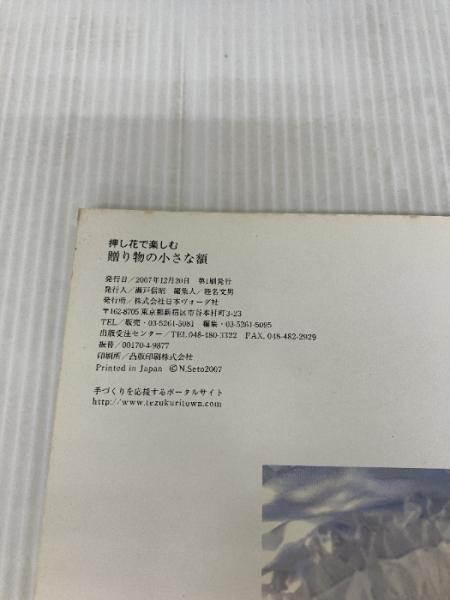 押し花で楽しむ
贈り物の小さな額
発行日／2007年12月20日 第1刷発行
発行人／瀬戸信昭 編集人／
発行所／株式会社日本ヴォーグ社
〒162-8705 東京都新宿区市谷本村町3-23
TEL／販売・03-5261-5081 編集・03-5261-5095
出版受注センター／TEL.048-480-3322 FAX.048-482-2929
振替／00170-4-9877
印刷所／凸版印刷株式会社
Printed in Japan ©N.Seto2007
手づくりを応援するポータルサイト
http://www.tezukuritown.com/